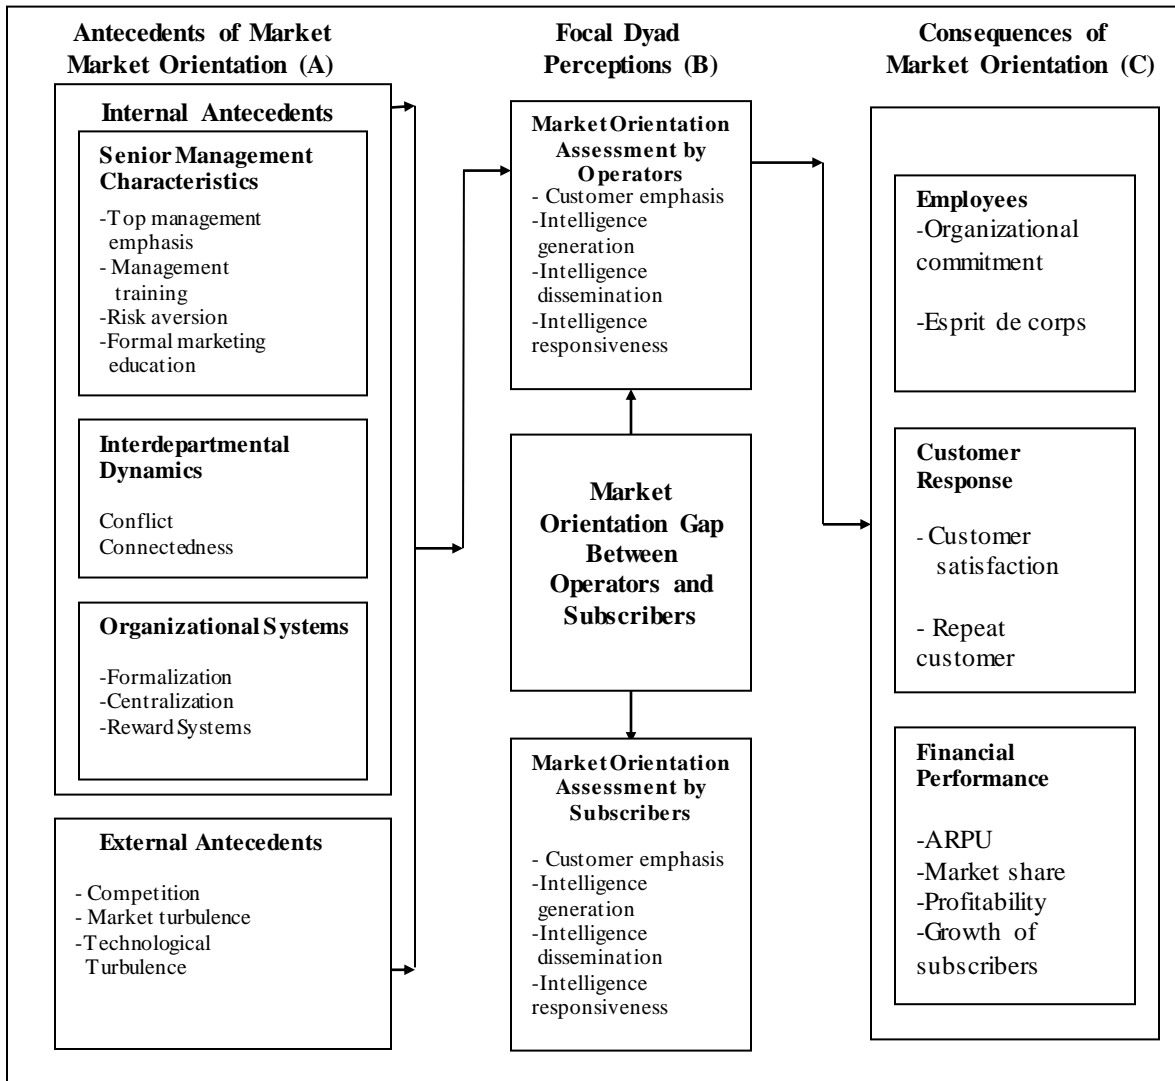 Antecedents of Market
Market Orientation (A)
Internal Antecedents
Senior Management
Characteristics
-Top management
emphasis
- Management
training
-Risk aversion
-Formal marketing
education
Interdepartmental
Dynamics
Conflict
Connectedness
Organizational Systems
-Formalization
-Centralization
-Reward Systems
External Antecedents
- Competition
- Market turbulence
-Technological
Turbulence
Focal Dyad
Perceptions (B)
Market Orientation
Assessment by
Operators
- Customer emphasis
-Intelligence
generation
-Intelligence
dissemination
-Intelligence
responsiveness
Market
Orientation Gap
Between
Operators and
Subscribers
Market Orientation
Assessment by
Subscribers
- Customer emphasis
-Intelligence
generation
-Intelligence
dissemination
-Intelligence
responsiveness
Consequences of
Market Orientation (C)
Employees
-Organizational
commitment
-Esprit de corps
Customer
Response
- Customer
satisfaction
- Repeat
customer
Financial
Performance
-ARPU
-Market share
-Profitability
-Growth of
subscribers